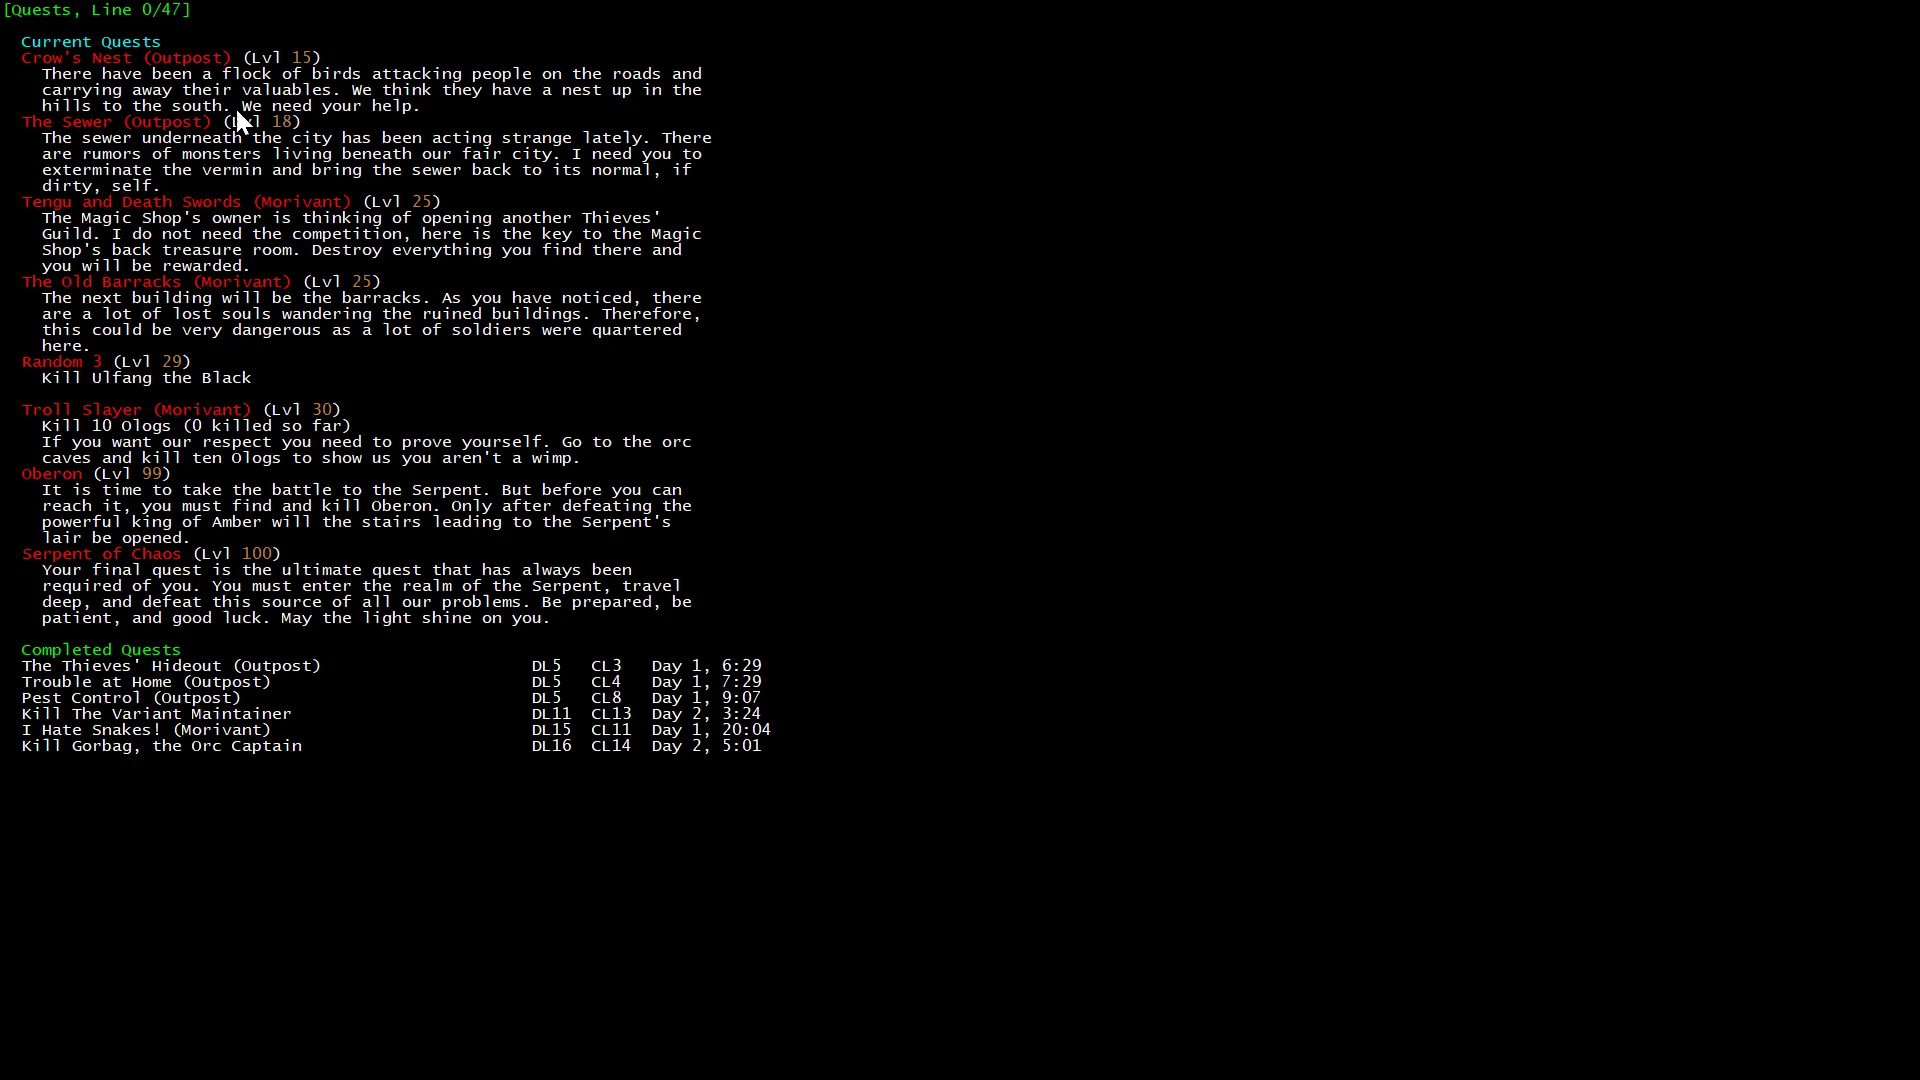 [Quests, Line 0/47]
Current Quests
Crow's Nest (Outpost) (Lvl 15)
There have been a flock of birds attacking people on the roads and
carrying away their valuables. We think they have a nest up in the
hills to the south. We need your help.
The Sewer (Outpost) (Lvl 18)
The sewer underneath the city has been acting strange lately. There
are rumors of monsters living beneath our fair city. I need you to
exterminate the vermin and bring the sewer back to its normal, if
dirty, self.
Tengu and Death Swords (Morivant) (Lvl 25)
The Magic Shop's owner is thinking of opening another Thieves'
Guild. I do not need the competition, here is the key to the Magic
Shop's back treasure room. Destroy everything you find there and
you will be rewarded.
The Old Barracks (Morivant) (Lvl 25)
The next building will be the barracks. As you have noticed, there
are a lot of lost souls wandering the ruined buildings. Therefore,
this could be very dangerous as a lot of soldiers were quartered
here.
Random 3 (Lvl 29)
Kill Ulfang the Black
Troll Slayer (Morivant) (Lvl 30)
Kill 10 Ologs (0 killed so far)
If you want our respect you need to prove yourself. Go to the orc
caves and kill ten Ologs to show us you aren't a wimp.
Oberon (Lvl 99)
It is time to take the battle to the Serpent. But before you can
reach it, you must find and kill Oberon. Only after defeating the
powerful king of Amber will the stairs leading to the Serpent's
lair be opened.
Serpent of Chaos (Lvl 100)
Your final quest is the ultimate quest that has always been
required of you. You must enter the realm of the Serpent, travel
deep, and defeat this source of all our problems. Be prepared, be
patient, and good luck. May the light shine on you.
Completed Quests
The Thieves' Hideout (Outpost) DL5 CL3 Day 1, 6:29
Trouble at Home (Outpost) DL5 CL4 Day 1, 7:29
Pest Control (Outpost) DL5 CL8 Day 1, 9:07
Kill The Variant Maintainer DL11 CL13 Day 2, 3:24
I Hate Snakes! (Morivant) DL15 CL11 Day 1, 20:04
Kill Gorbag, the Orc Captain DL16 CL14 Day 2, 5:01